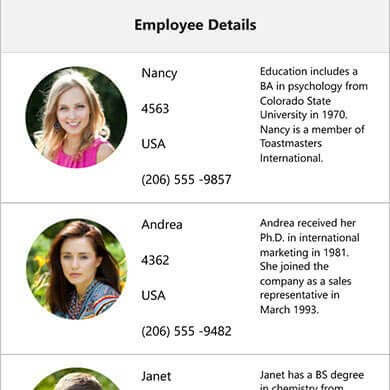 Employee Details
Nancy
4563
USA
(206) 555 -9857
Education includes a
BA in psychology from
Colorado State
University in 1970.
Nancy is a member of
Toastmasters
International.
Andrea
4362
USA
(206) 555 -9482
Andrea received her
Ph.D. in international
marketing in 1981.
She joined the
company as a sales
representative in
March 1993.
Janet
Janet has a BS degree
in chemistry from